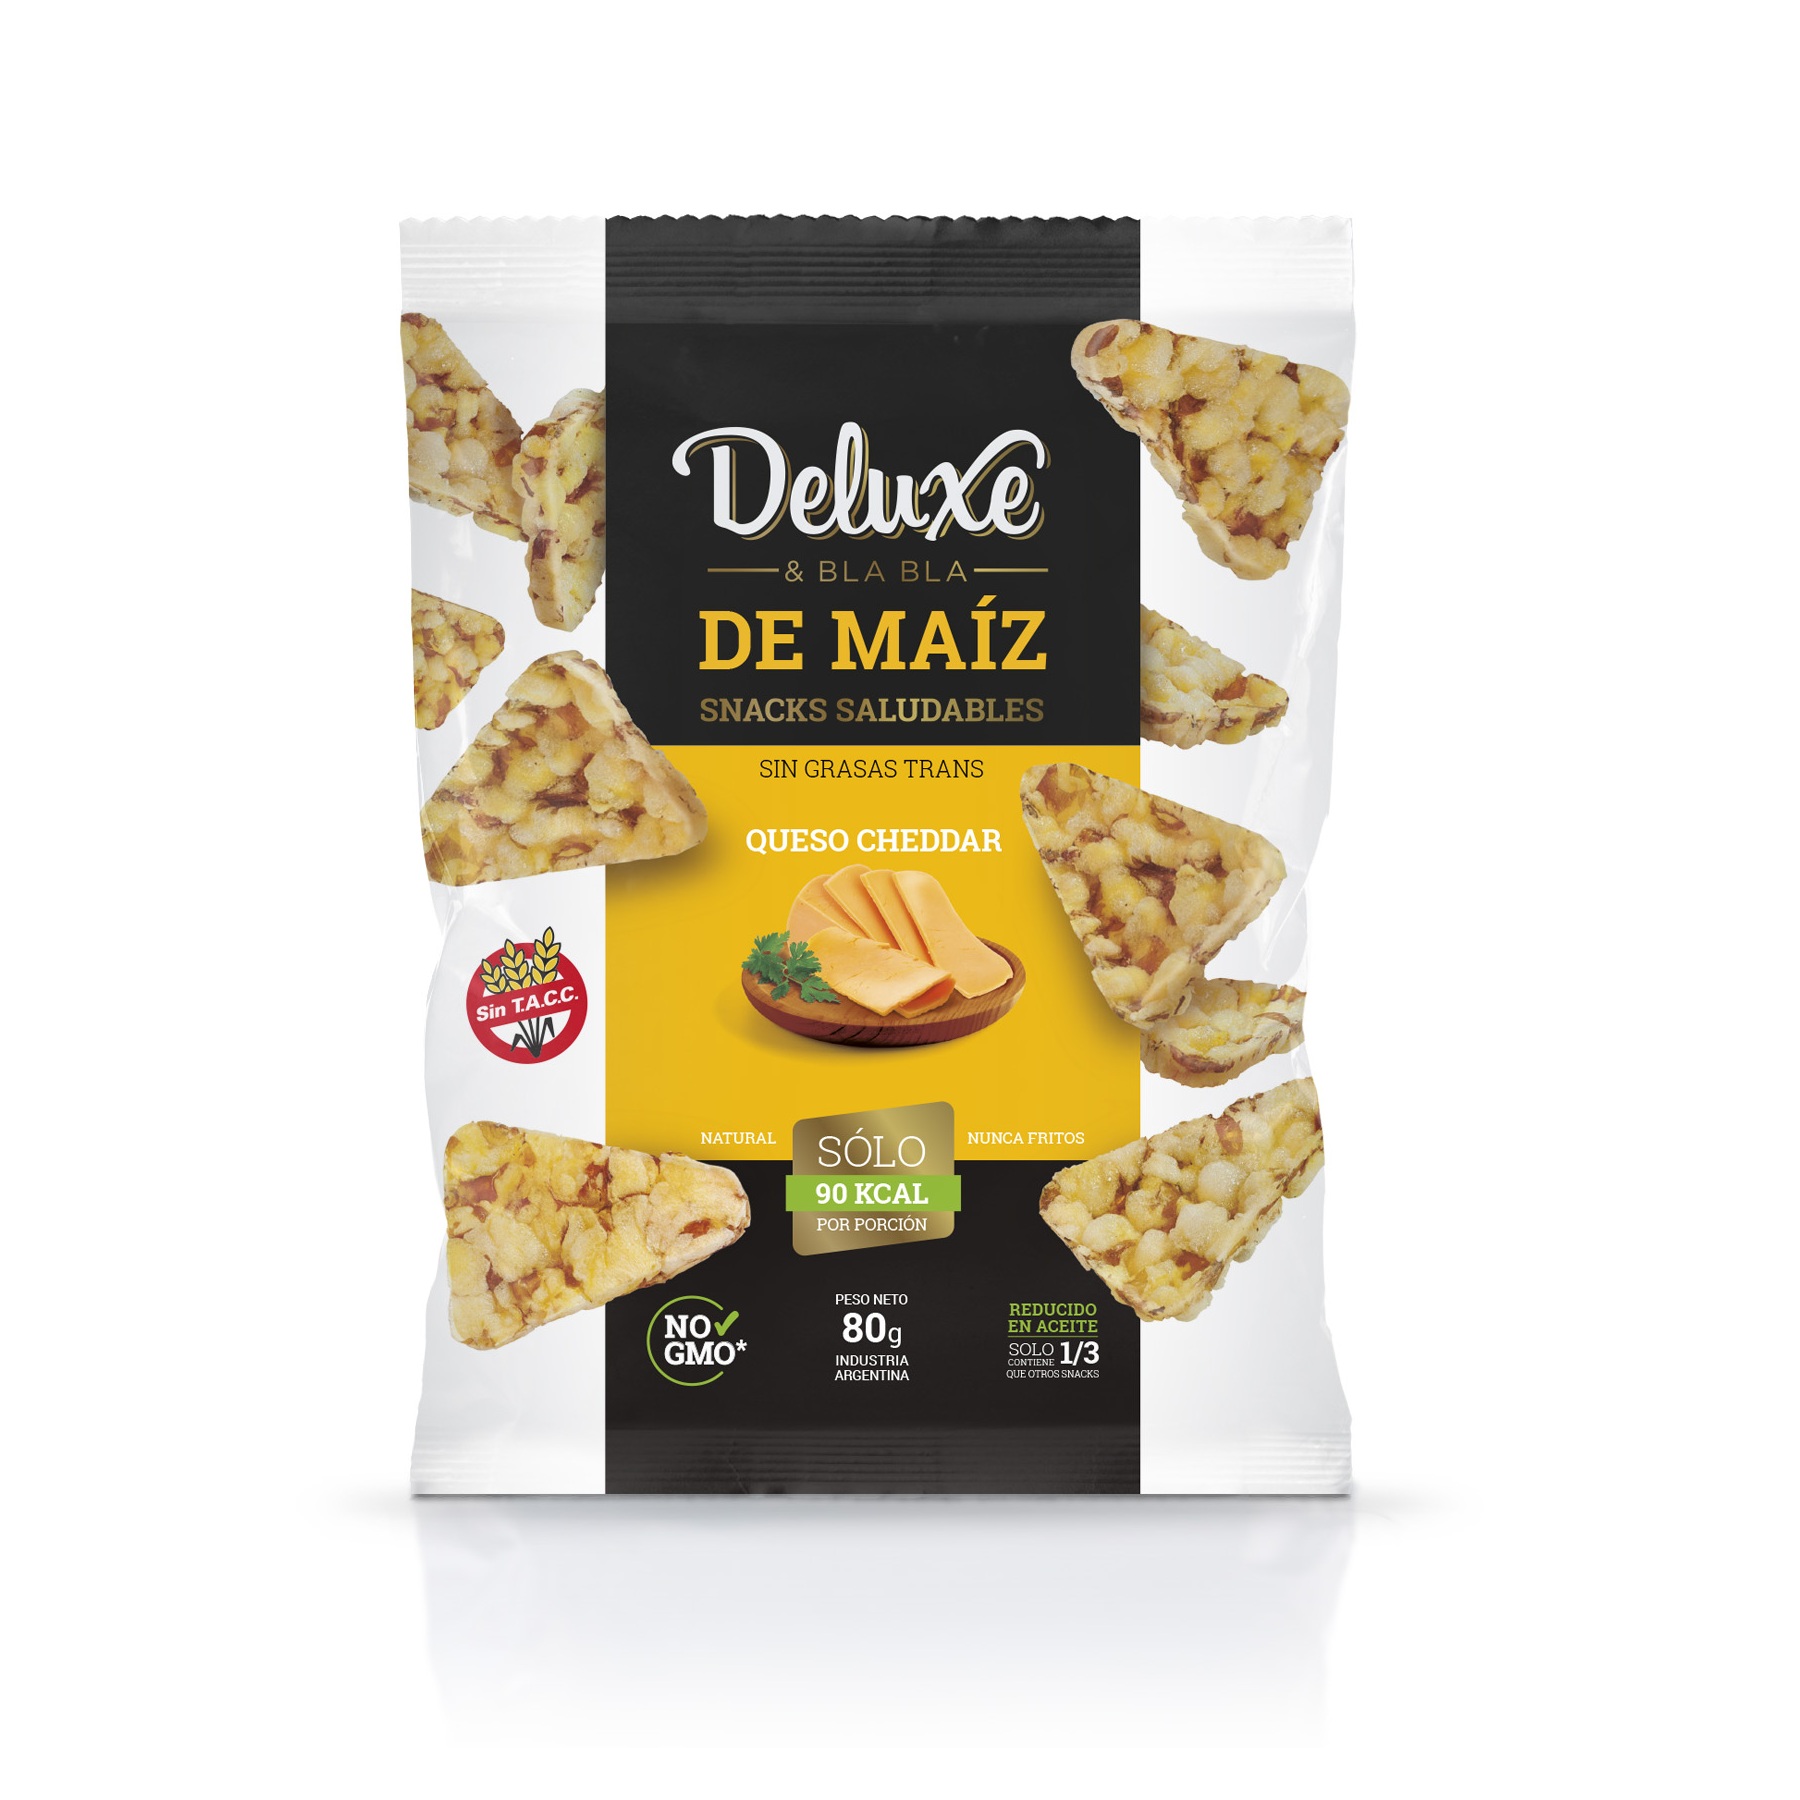 Deluxe
& BLA BLA
DE MAÍZ
SNACKS SALUDABLES
SIN GRASAS TRANS
QUESO CHEDDAR
Sin T.A.C.C.
NATURAL
SÓLO
90 KCAL
POR PORCIÓN
NUNCA FRITOS
NO
GMO*
PESO NETO
80g
INDUSTRIA
ARGENTINA
REDUCIDO
EN ACEITE
SOLO
CONTIENE 1/3
QUE OTROS SNACKS